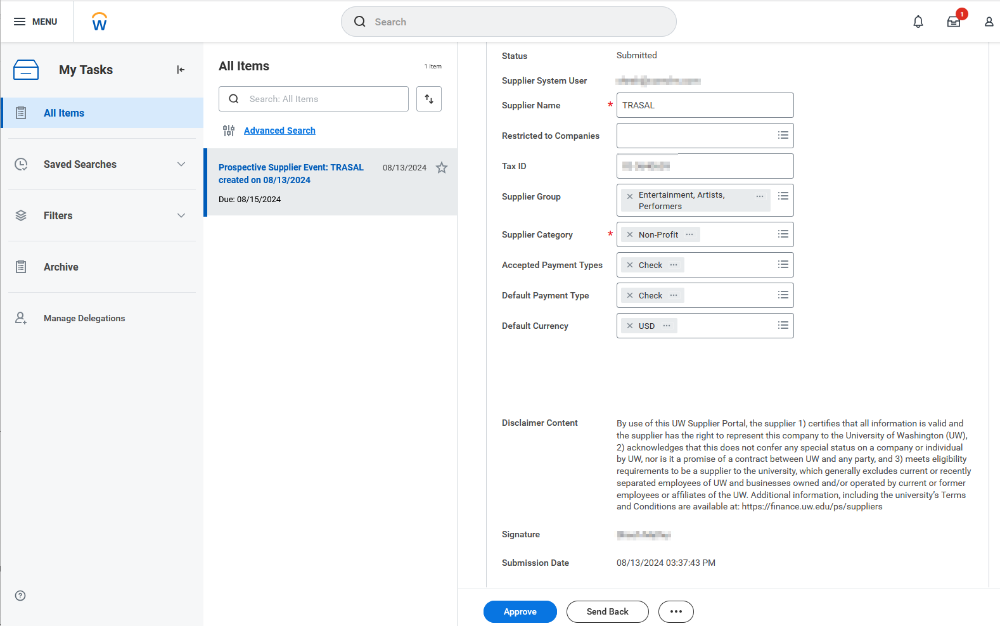 MENU
Search
1
My Tasks
All Items
Saved Searches
Filters
Archive
Manage Delegations
All Items
1 item
Search: All Items
Advanced Search
Prospective Supplier Event: TRASAL
created on 08/13/2024
08/13/2024
Due: 08/15/2024
Status
Submitted
Supplier System User
Supplier Name
*
TRASAL
Restricted to Companies
Tax ID
Supplier Group
Entertainment, Artists,
Performers
Supplier Category
*
Non-Profit
Accepted Payment Types
Check
Default Payment Type
Check
Default Currency
USD
Disclaimer Content
By use of this UW Supplier Portal, the supplier 1) certifies that all information is valid and
the supplier has the right to represent this company to the University of Washington (UW),
2) acknowledges that this does not confer any special status on a company or individual
by UW, nor is it a promise of a contract between UW and any party, and 3) meets eligibility
requirements to be a supplier to the university, which generally excludes current or recently
separated employees of UW and businesses owned and/or operated by current or former
employees or affiliates of the UW. Additional information, including the university’s Terms
and Conditions are available at: https://finance.uw.edu/ps/suppliers
Signature
Submission Date
08/13/2024 03:37:43 PM
Approve
Send Back